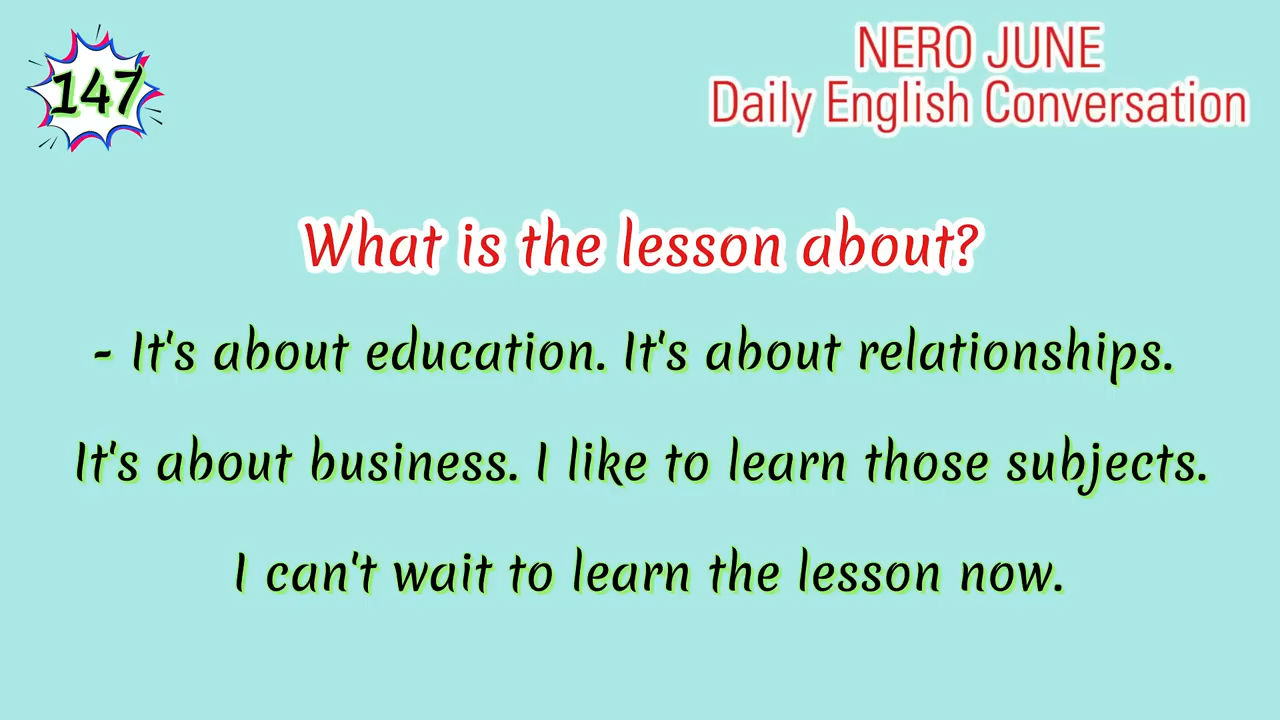 147
NERO JUNE
Daily English Conversation
What is the lesson about?
- It's about education. It's about relationships.
It's about business. I like to learn those subjects.
I can't wait to learn the lesson now.